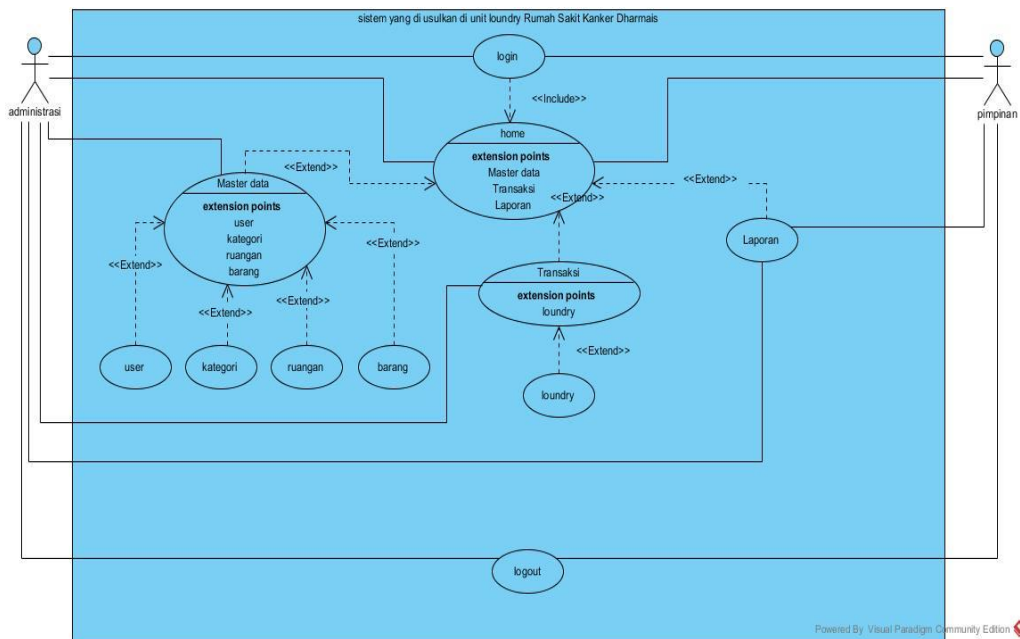 sistem yang di usulkan di unit loundry Rumah Sakit Kanker Dharmais
login
<<Include>>
administrasi
pimpinan
home
extension points
Master data
Transaksi
Laporan
<<Extend>>
<<Extend>>
<<Extend>>
Master data
extension points
user
kategori
ruangan
barang
Laporan
<<Extend>>
<<Extend>>
<<Extend>>
<<Extend>>
Transaksi
extension points
loundry
<<Extend>>
user
kategori
ruangan
barang
loundry
logout
Powered By Visual Paradigm Community Edition